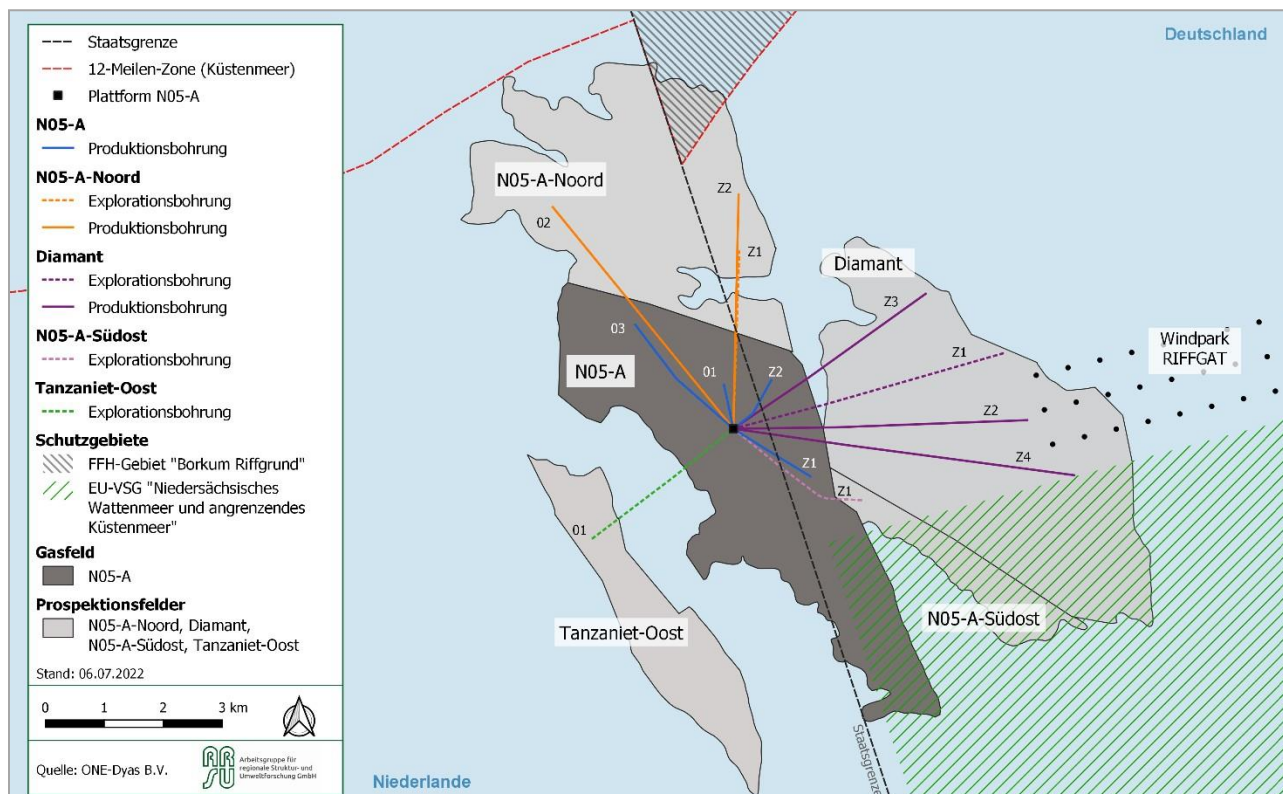 Staatsgrenze
12-Meilen-Zone (Küstenmeer)
Plattform N05-A
N05-A
Produktionsbohrung
N05-A-Noord
Explorationsbohrung
Produktionsbohrung
Diamant
Explorationsbohrung
Produktionsbohrung
N05-A-Südost
Explorationsbohrung
Tanzaniet-Oost
Explorationsbohrung
Schutzgebiete
FFH-Gebiet "Borkum Riffgrund"
EU-VSG "Niedersächsisches
Wattenmeer und angrenzendes
Küstenmeer"
Gasfeld
N05-A
Prospektionsfelder
N05-A-Noord, Diamant,
N05-A-Südost, Tanzaniet-Oost
Stand: 06.07.2022
0 1 2 3 km
Quelle: ONE-Dyas B.V.
ARSU
Arbeitsgruppe für
regionale Struktur- und
Umweltforschung GmbH
Deutschland
N05-A-Noord
Z2
02
Z1
Diamant
Z3
03
N05-A
01
Z2
Z1
Windpark
RIFFGAT
Z2
Z4
Z1
Z1
01
Tanzaniet-Oost
N05-A-Südost
Staatsgrenze
Niederlande